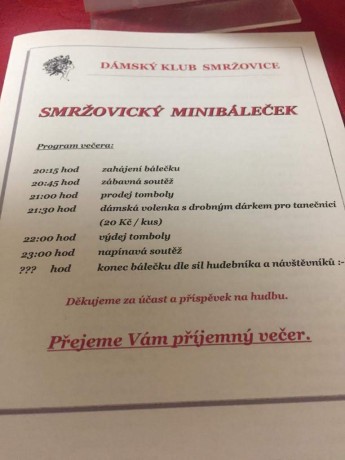 DÁMSKÝ KLUB SMRŽOVICE
SMRŽOVICKÝ MINIBÁLEČEK
Program večera:
20:15 hod zahájení bálečku
20:45 hod zábavná soutěž
21:00 hod prodej tomboly
21:30 hod dámská volenka s drobným dárkem pro tanečnici
(20 Kč / kus)
22:00 hod výdej tomboly
23:00 hod napínavá soutěž
??? hod konec bálečku dle sil hudebníka a návštěvníků :-
Děkujeme za účast a příspěvek na hudbu.
Přejeme Vám příjemný večer.